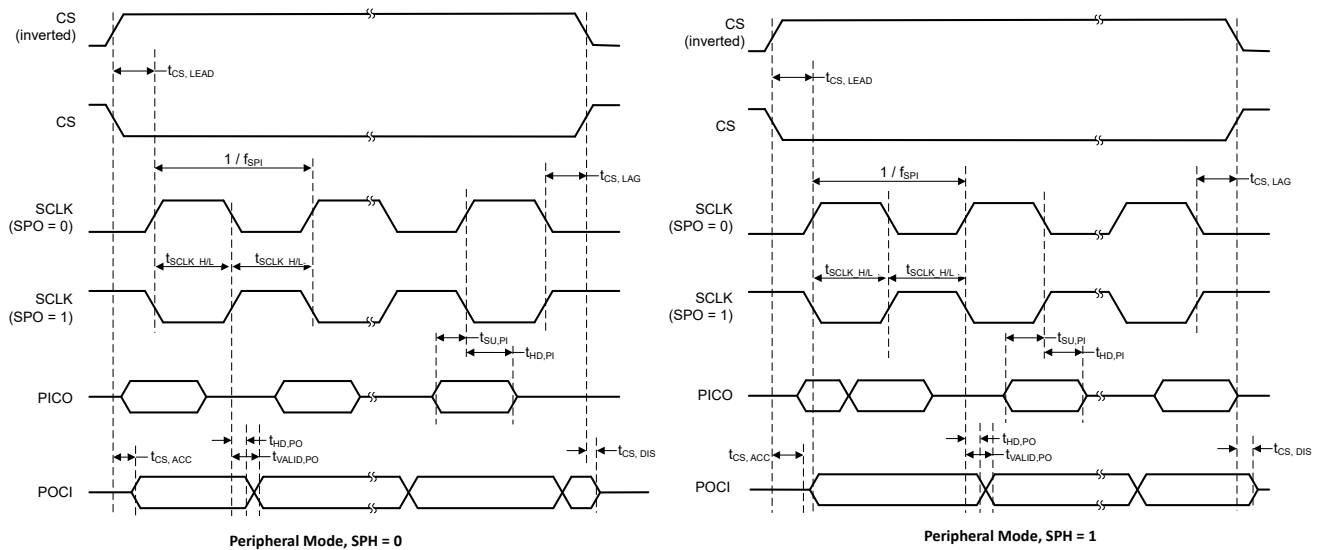 CS
(inverted)
tCS, LEAD
CS
1 / fSPI
tCS, LAG
SCLK
(SPO = 0)
tSCLK_H/L
tSCLK_H/L
SCLK
(SPO = 1)
tSU,PI
tHD,PI
PICO
tHD,PO
tVALID,PO
tCS, ACC
tCS, DIS
POCI
Peripheral Mode, SPH = 0
CS
(inverted)
tCS, LEAD
CS
1 / fSPI
tCS, LAG
SCLK
(SPO = 0)
tSCLK_H/L
tSCLK_H/L
SCLK
(SPO = 1)
tSU,PI
tHD,PI
PICO
tHD,PO
tVALID,PO
tCS, ACC
tCS, DIS
POCI
Peripheral Mode, SPH = 1